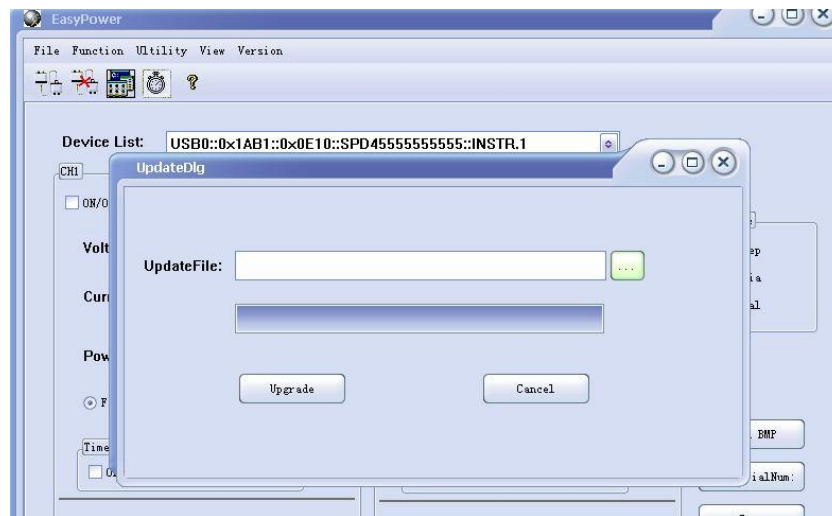 EasyPower
File Function Ultility View Version
Device List: USB0::0x1AB1::0x0E10::SPD45555555555::INSTR.1
UpdateDlg
CH1
ON/O
Volt
UpdateFile: ...
Curr
Pow
Upgrade Cancel
F
BMP
Time
ialNum: